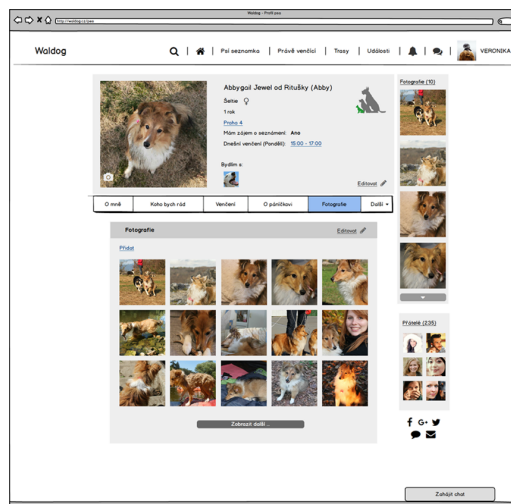 Waldog - Profil psa
http://waldog.cz/pes
Waldog
Psí seznamka
Právě venčící
Trasy
Události
VERONIKA
Abbygail Jewel od Ritušky (Abby)
Šeltie
1 rok
Praha 4
Mám zájem o seznámení: Ano
Dnešní venčení (Pondělí): 15:00 - 17:00
Bydlím s:
Editovat
Fotografie (10)
O mně
Koho bych rád
Venčení
O páníčkovi
Fotografie
Další
Fotografie
Editovat
Přidat
Zobrazit další ...
Přátelé (235)
G+
Zahájit chat